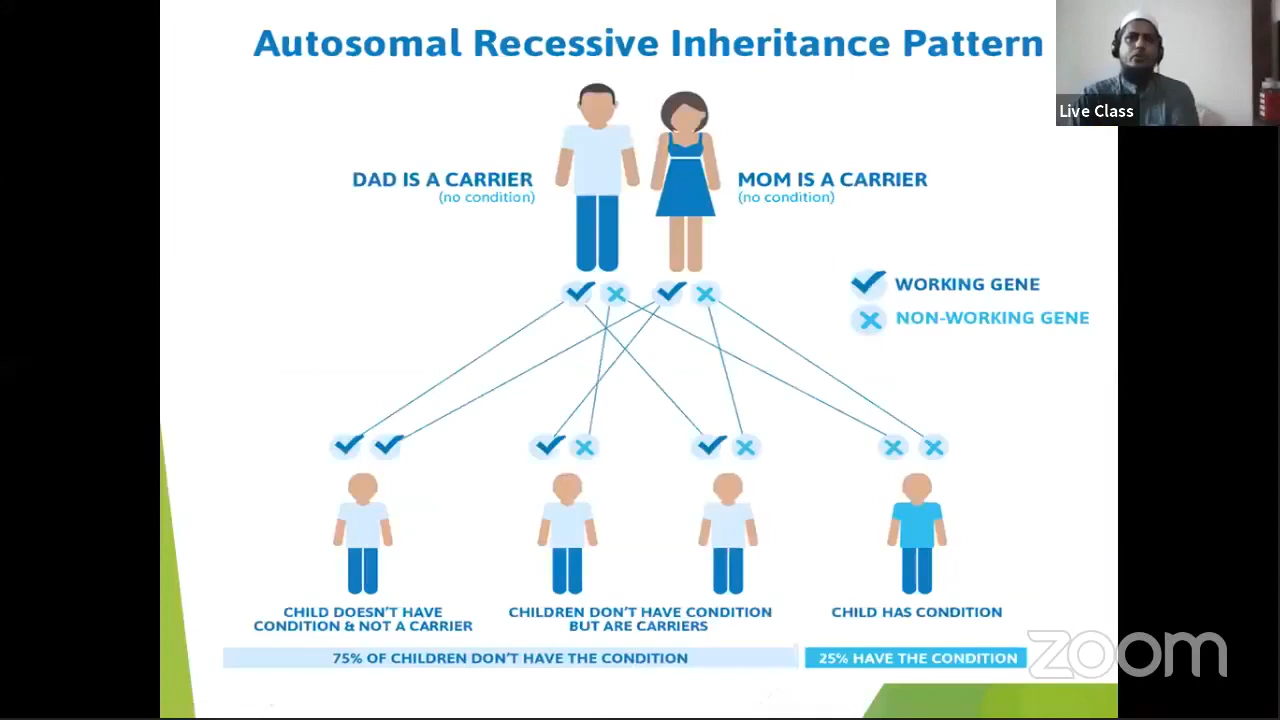 Autosomal Recessive Inheritance Pattern
Live Class
DAD IS A CARRIER
(no condition)
MOM IS A CARRIER
(no condition)
WORKING GENE
NON-WORKING GENE
CHILD DOESN'T HAVE
CONDITION & NOT A CARRIER
CHILDREN DON'T HAVE CONDITION
BUT ARE CARRIERS
CHILD HAS CONDITION
75% OF CHILDREN DON'T HAVE THE CONDITION
25% HAVE THE CONDITION
zoom